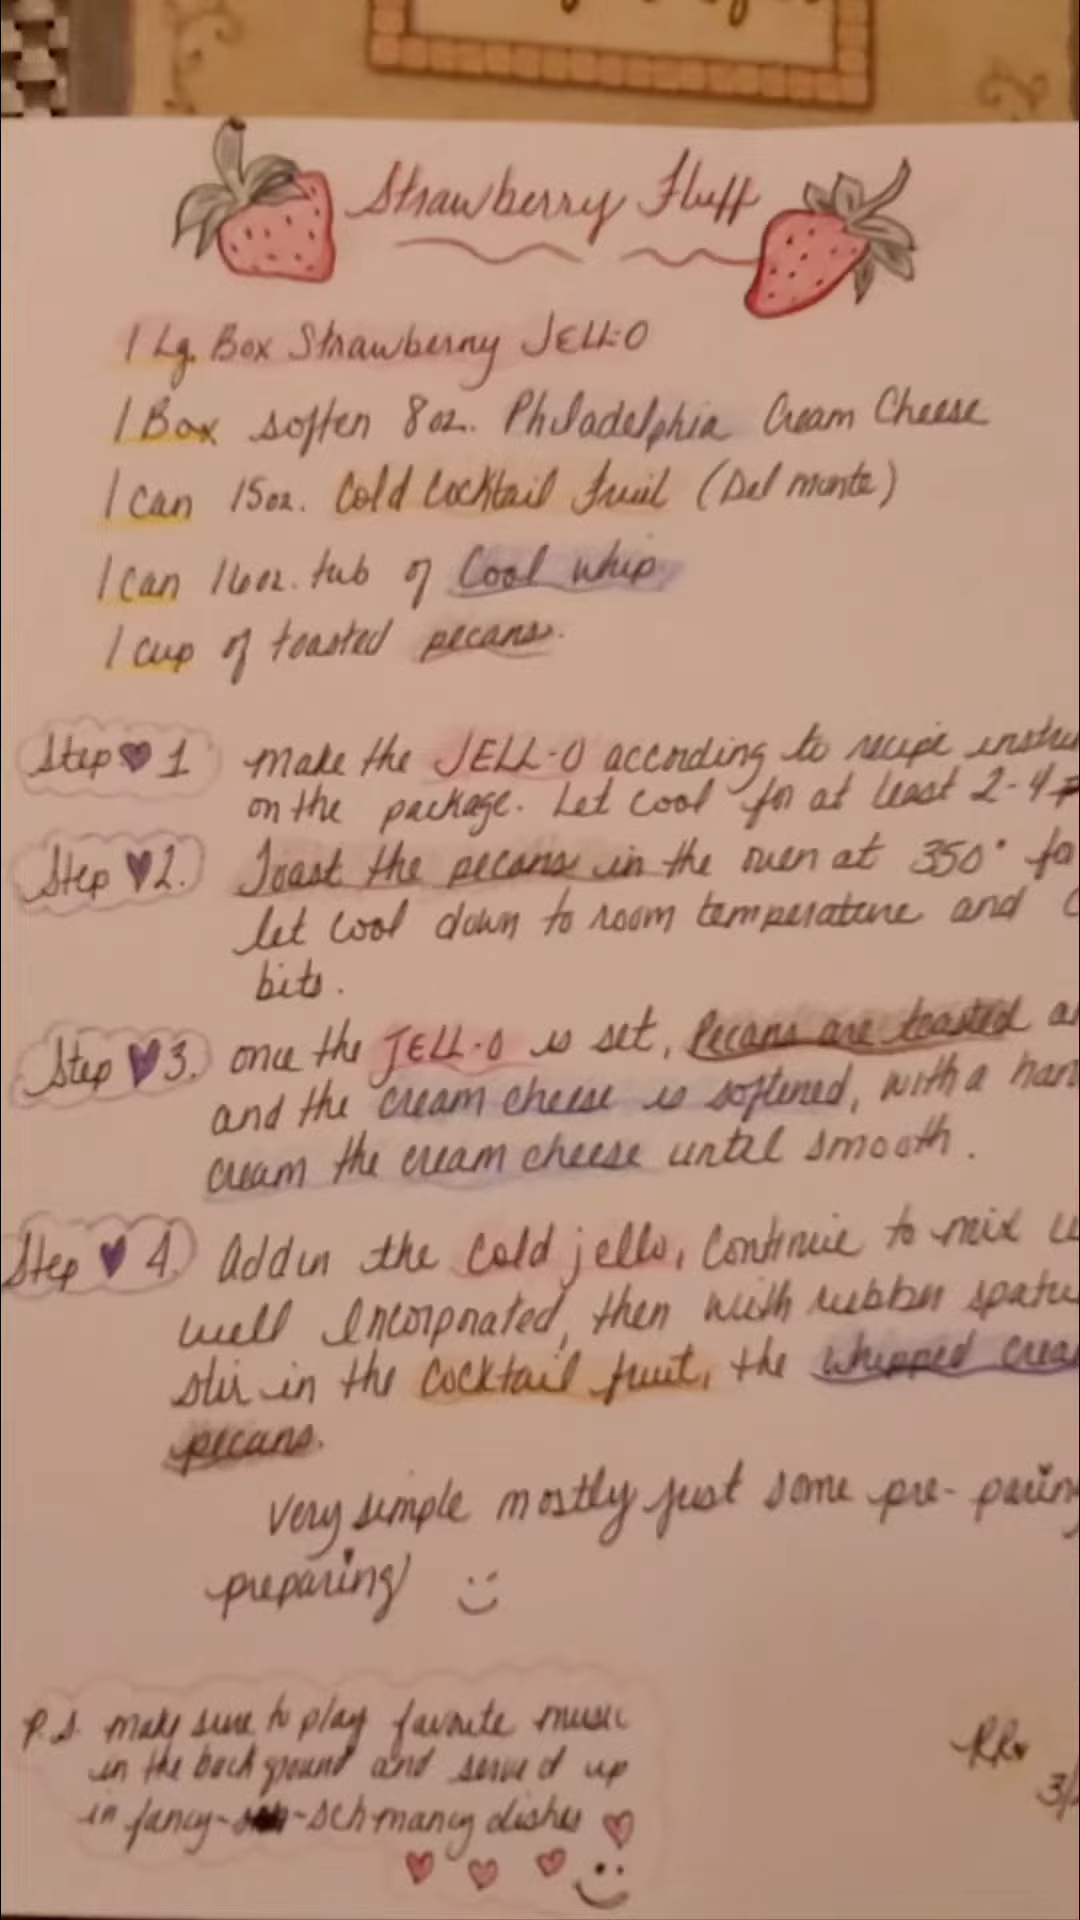 Strawberry Fluff
1 Lg. Box Strawberry JELL-O
1 Box soften 8oz. Philadelphia Cream Cheese
1 Can 15oz. Cold Cocktail Fruit (Del monte)
1 Can 16oz. tub of Cool whip
1 cup of toasted pecans.
Step 1 make the JELL-O according to recipe
on the package. Let cool for at least 2-4
Step 2. Toast the pecans in the oven at 350°
let cool down to room temperature and
bits.
Step 3. once the JELL-O is set, Pecans are toasted
and the cream cheese is softened, with a
cream the cream cheese until smooth.
Step 4. Add in the Cold jello, Continue to mix
well Incorporated, then with rubber
stir in the Cocktail fruit, the whipped
pecans.
Very simple mostly just some pre-
preparing
P.S. make sure to play favorite music
in the back ground and serve d up
in fancy- -schmancy dishes
RR
3/